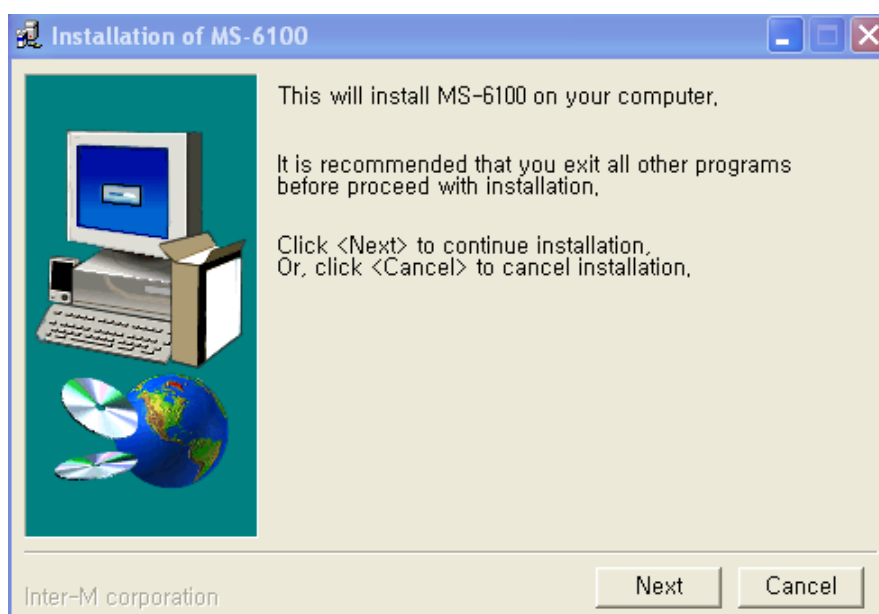 Installation of MS-6100
This will install MS-6100 on your computer,
It is recommended that you exit all other programs
before proceed with installation,
Click <Next> to continue installation,
Or, click <Cancel> to cancel installation,
Inter-M corporation
Next
Cancel